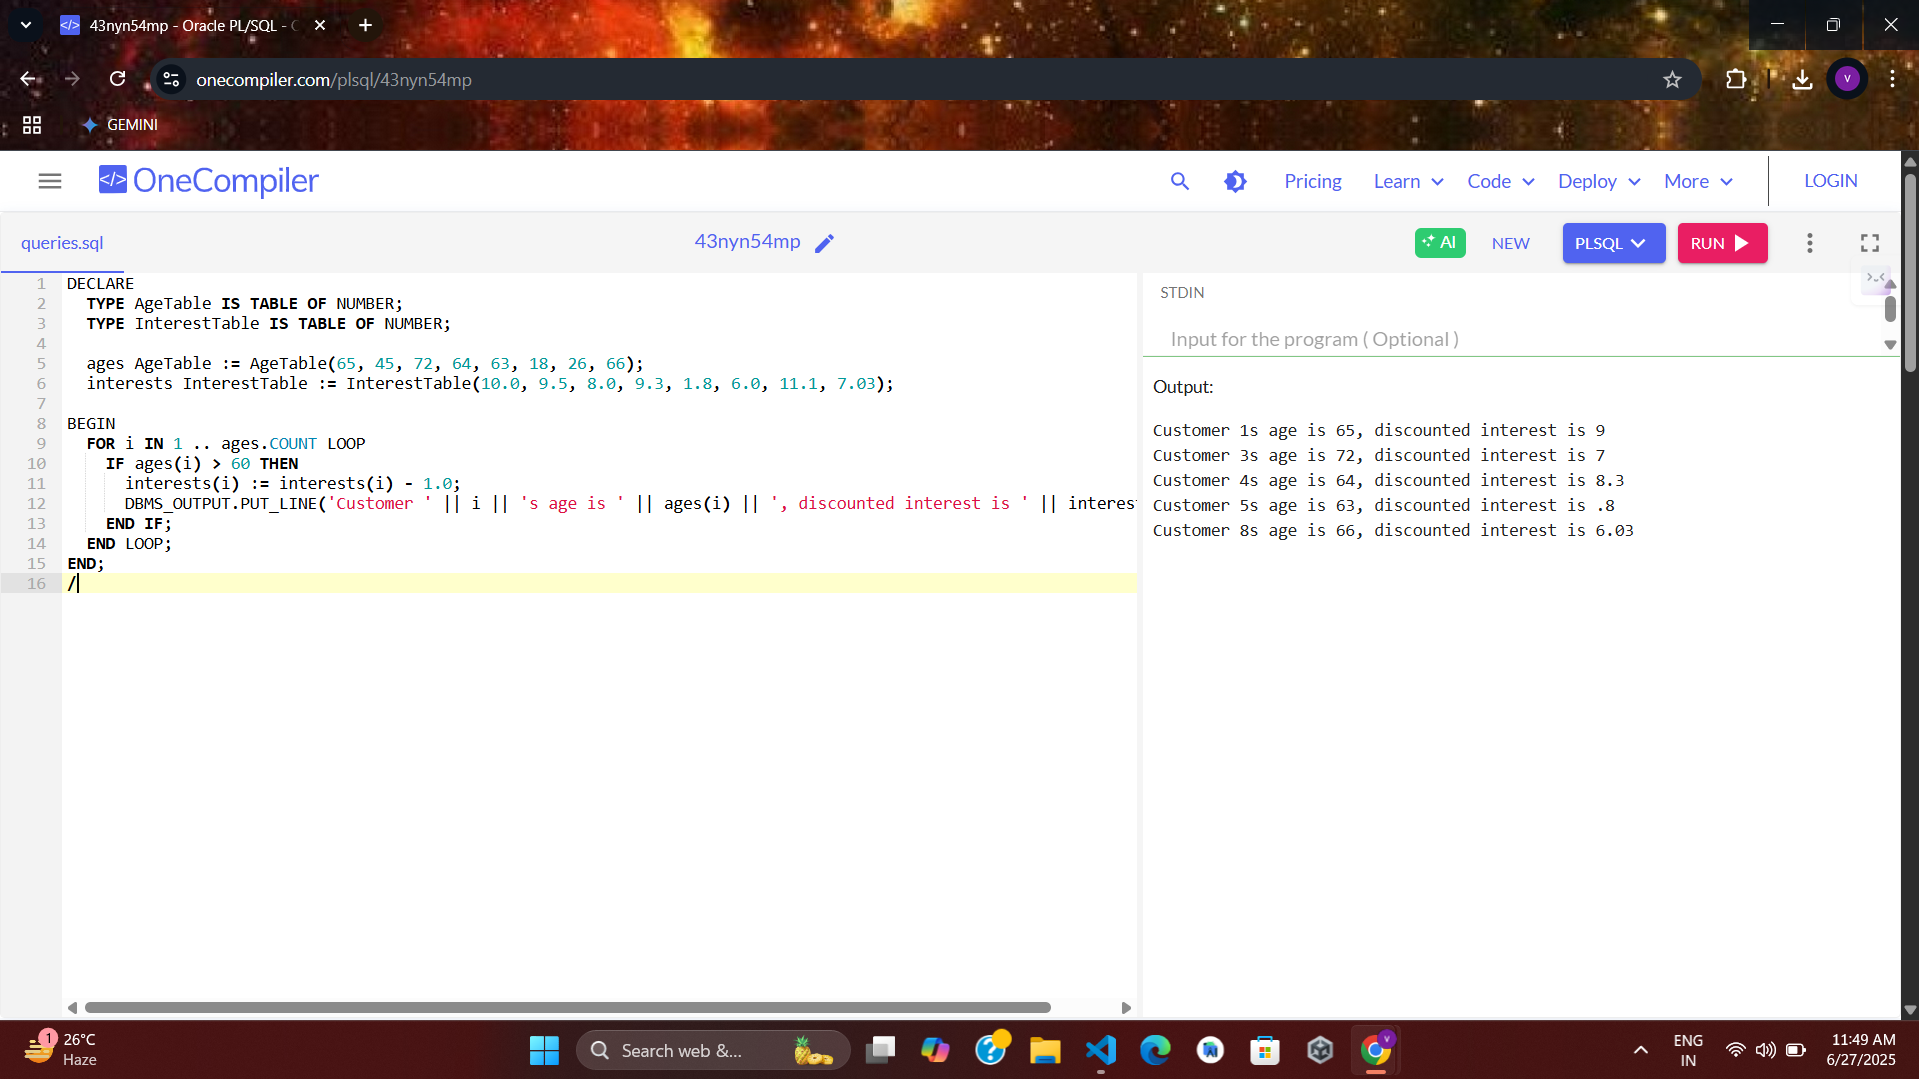 43nyn54mp - Oracle PL/SQL -
onecompiler.com/plsql/43nyn54mp
V
GEMINI
</> OneCompiler
Pricing
Learn
Code
Deploy
More
LOGIN
queries.sql
43nyn54mp
AI
NEW
PLSQL
RUN
1 DECLARE
2 TYPE AgeTable IS TABLE OF NUMBER;
3 TYPE InterestTable IS TABLE OF NUMBER;
4
5 ages AgeTable := AgeTable(65, 45, 72, 64, 63, 18, 26, 66);
6 interests InterestTable := InterestTable(10.0, 9.5, 8.0, 9.3, 1.8, 6.0, 11.1, 7.03);
7
8 BEGIN
9 FOR i IN 1 .. ages.COUNT LOOP
10 IF ages(i) > 60 THEN
11 interests(i) := interests(i) - 1.0;
12 DBMS_OUTPUT.PUT_LINE('Customer ' || i || 's age is ' || ages(i) || ', discounted interest is ' || interes
13 END IF;
14 END LOOP;
15 END;
16 /
STDIN
Input for the program ( Optional )
Output:
Customer 1s age is 65, discounted interest is 9
Customer 3s age is 72, discounted interest is 7
Customer 4s age is 64, discounted interest is 8.3
Customer 5s age is 63, discounted interest is .8
Customer 8s age is 66, discounted interest is 6.03
1
26°C
Haze
Search web &...
ENG
IN
11:49 AM
6/27/2025